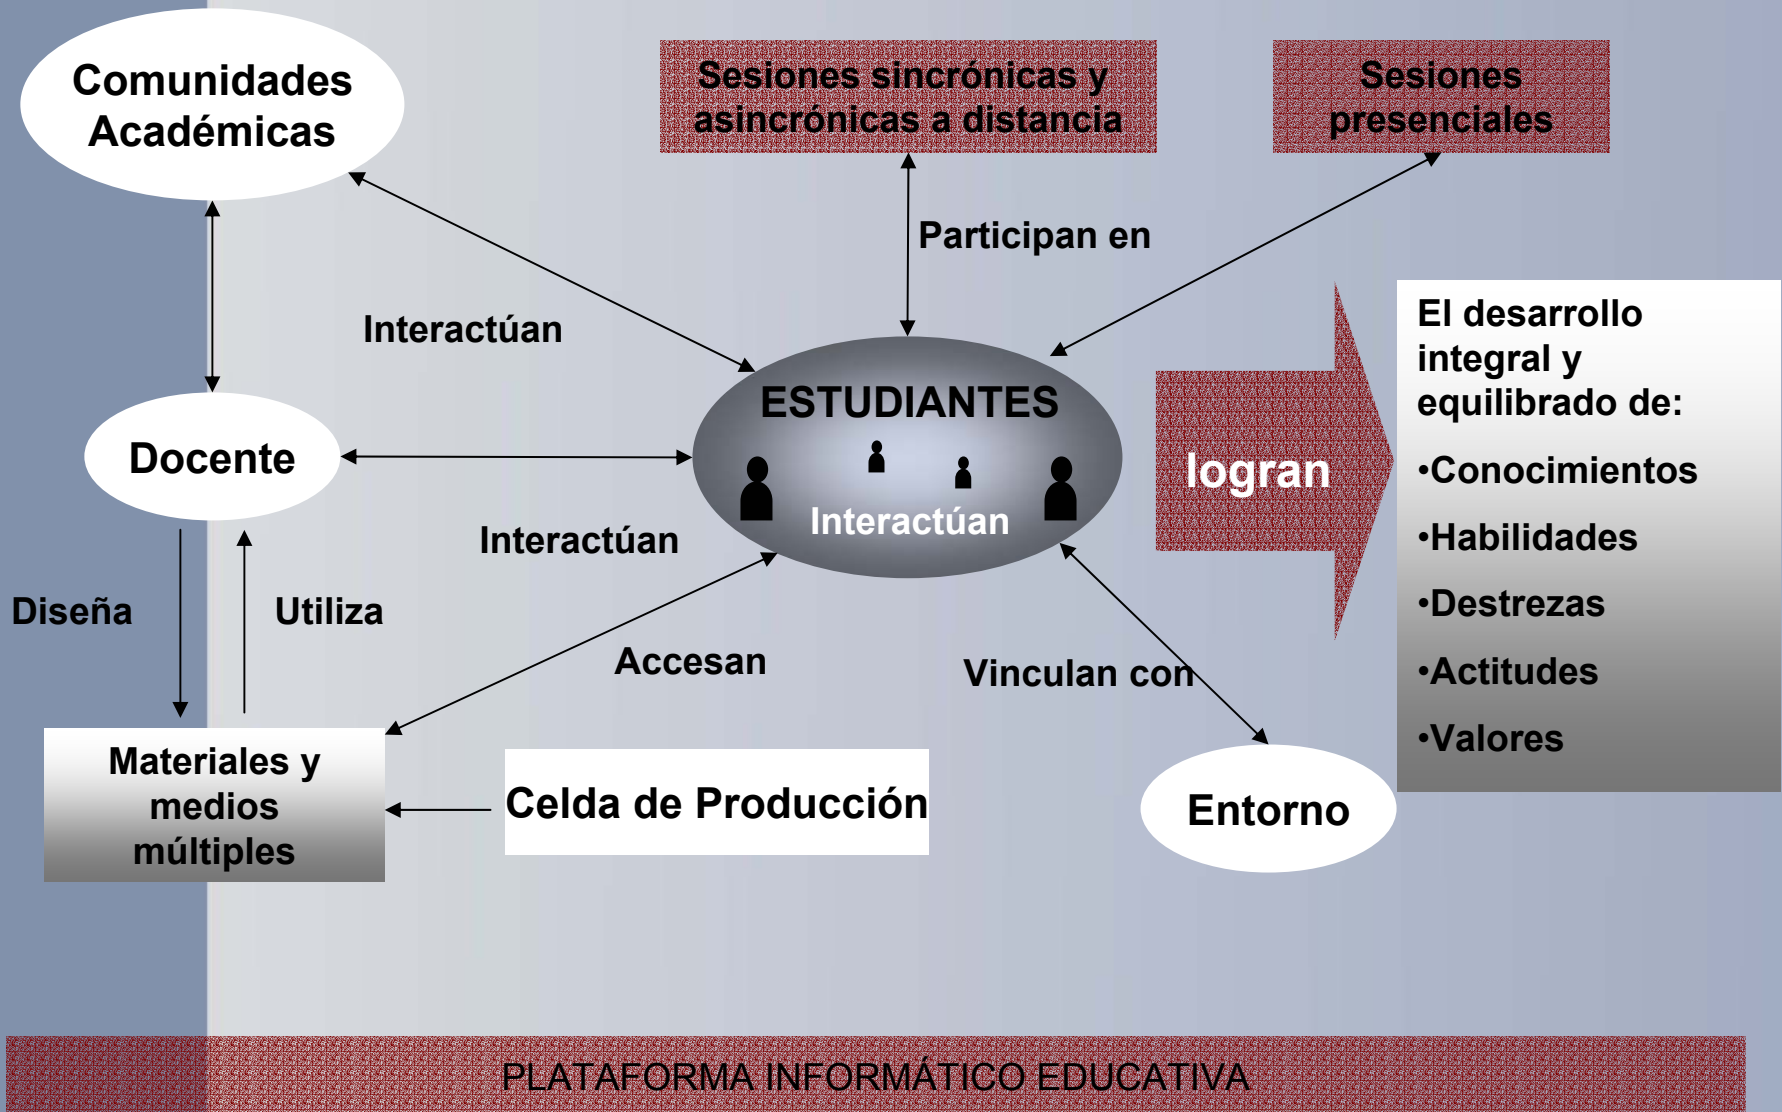 Comunidades
Académicas
Sesiones sincrónicas y
asincrónicas a distancia
Sesiones
presenciales
Participan en
Interactúan
El desarrollo
integral y
equilibrado de:
•Conocimientos
•Habilidades
•Destrezas
•Actitudes
•Valores
ESTUDIANTES
Interactúan
logran
Docente
Interactúan
Diseña
Utiliza
Accesan
Vinculan con
Materiales y
medios
múltiples
Celda de Producción
Entorno
PLATAFORMA INFORMÁTICO EDUCATIVA